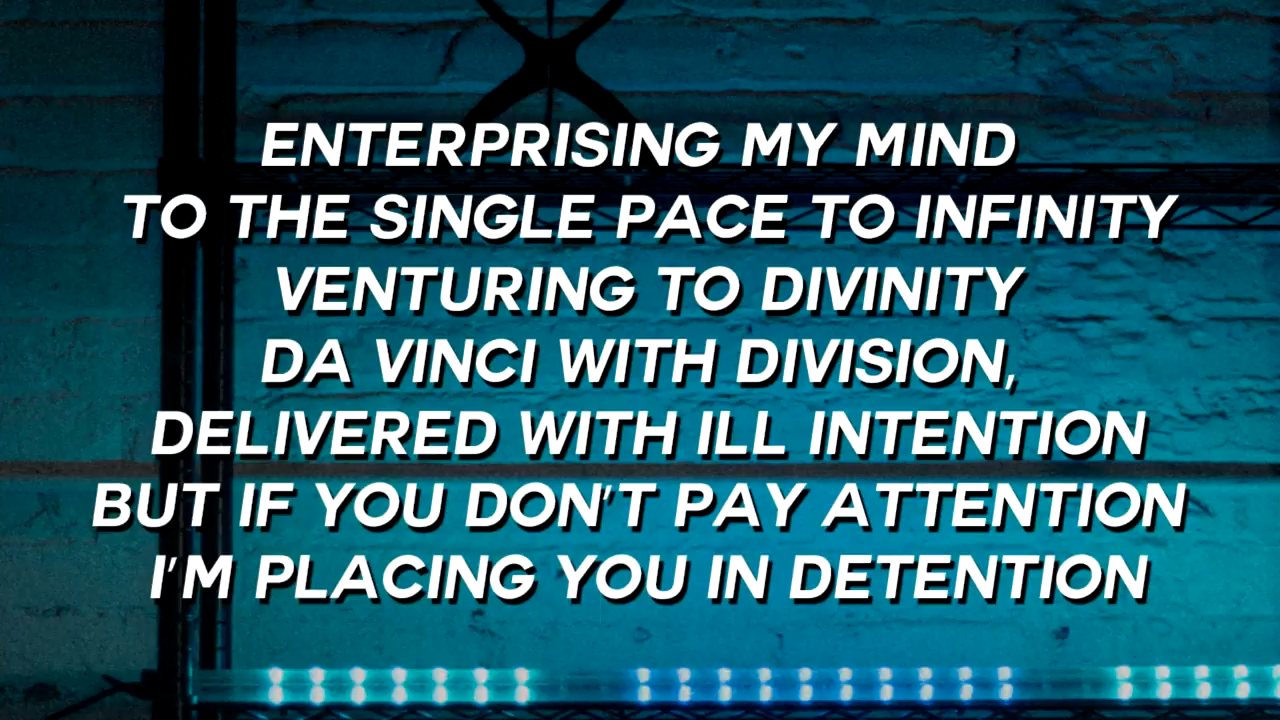 ENTERPRISING MY MIND
TO THE SINGLE PACE TO INFINITY
VENTURING TO DIVINITY
DA VINCI WITH DIVISION,
DELIVERED WITH ILL INTENTION
BUT IF YOU DON'T PAY ATTENTION
I'M PLACING YOU IN DETENTION